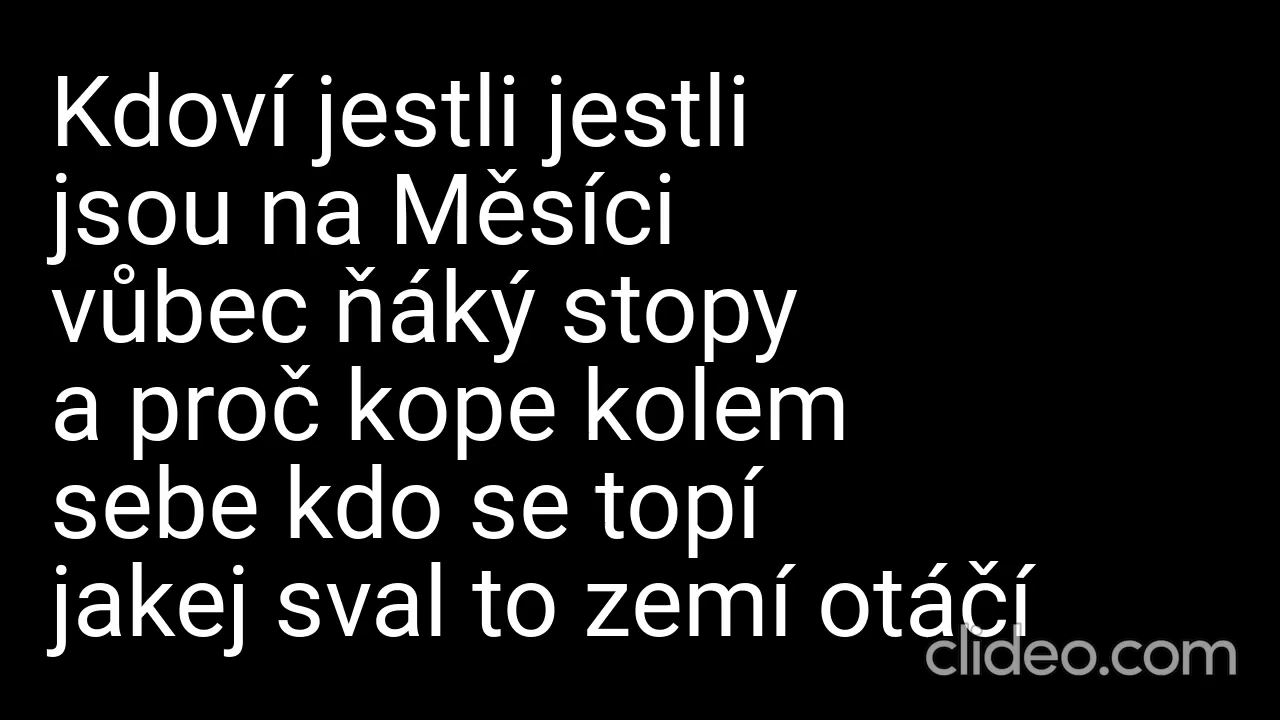 Kdoví jestli jestli
jsou na Měsíci
vůbec ňáký stopy
a proč kope kolem
sebe kdo se topí
jakej sval to zemí otáčí
clideo.com